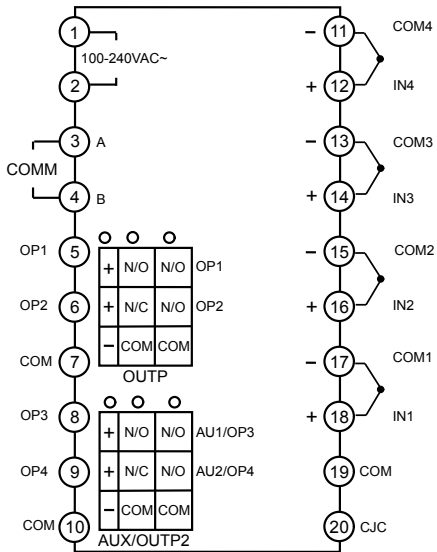 1 - 11 COM4
100-240VAC~
2 + 12 IN4
3 A - 13 COM3
COMM
4 B + 14 IN3
OP1 5 - 15 COM2
+ N/O N/O OP1
OP2 6 + N/C N/O OP2 + 16 IN2
- COM COM
COM 7 - 17 COM1
OUTP
OP3 8 + 18 IN1
+ N/O N/O AU1/OP3
OP4 9 + N/C N/O AU2/OP4 19 COM
- COM COM
COM 10 20 CJC
AUX/OUTP2